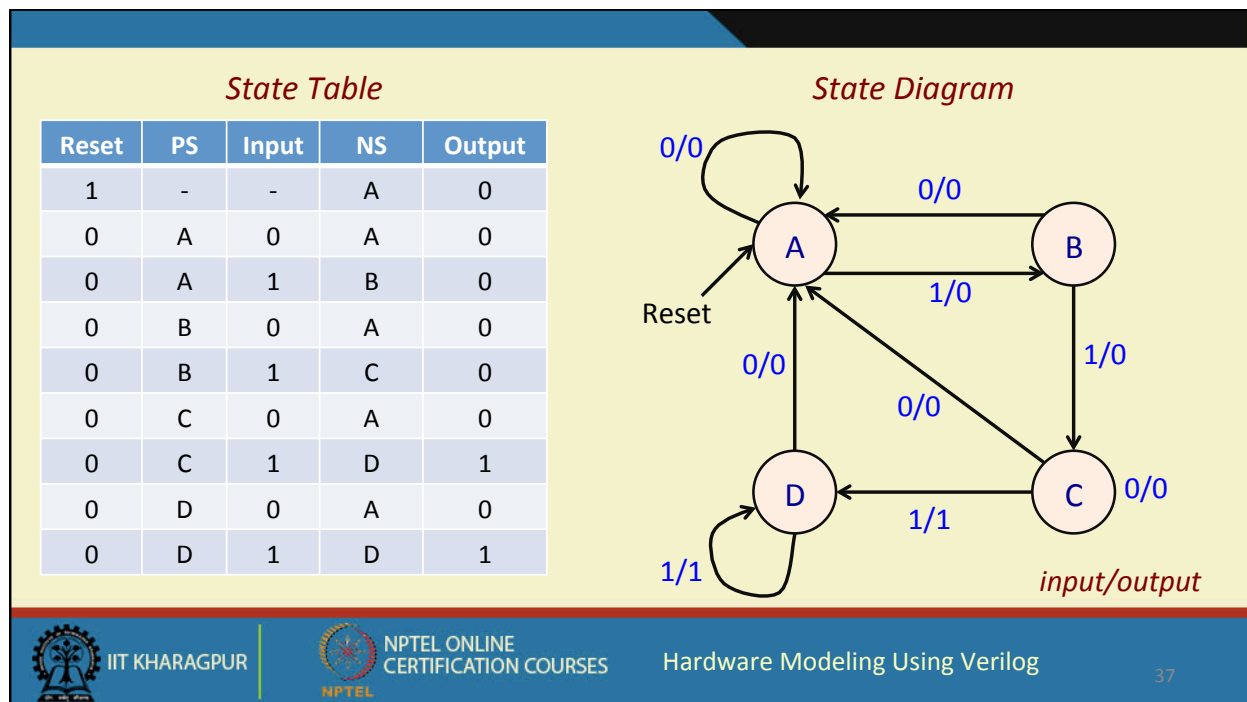 State Table
Reset PS Input NS Output
1 - - A 0
0 A 0 A 0
0 A 1 B 0
0 B 0 A 0
0 B 1 C 0
0 C 0 A 0
0 C 1 D 1
0 D 0 A 0
0 D 1 D 1
State Diagram
0/0
0/0
A
B
1/0
Reset
0/0
1/0
0/0
D
C
0/0
1/1
1/1
input/output
IIT KHARAGPUR
NPTEL
NPTEL ONLINE
CERTIFICATION COURSES
Hardware Modeling Using Verilog
37